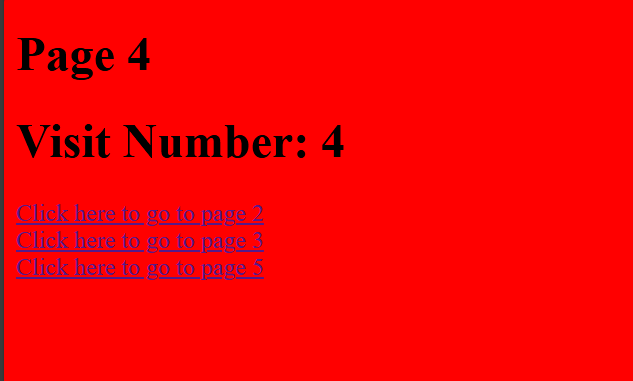 Page 4
Visit Number: 4
Click here to go to page 2
Click here to go to page 3
Click here to go to page 5